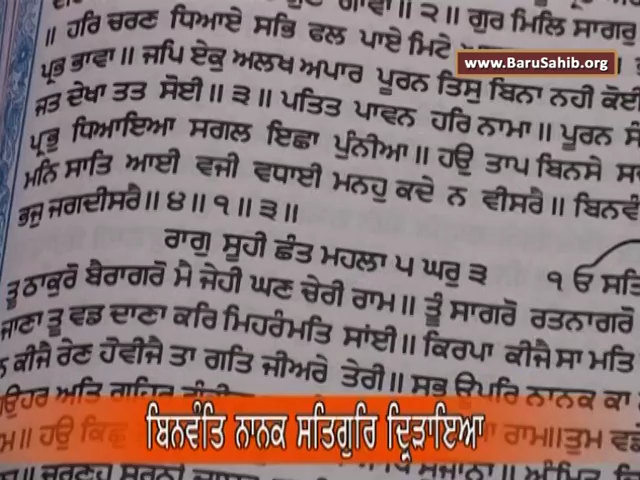 ॥ ਹਰਿ ਚਰਣ ਧਿਆਏ ਸਭਿ ਫਲ ਪਾਏ ਮਿਟੇ
ਗਾਵਾ ॥ ੨ ॥ ਗੁਰ ਮਿਲਿ ਸਾਗਰੁ
www.BaruSahib.org
ਪ੍ਰਭ ਭਾਵਾ ॥ ਜਪਿ ਏਕੁ ਅਲਖ ਅਪਾਰ ਪੂਰਨ ਤਿਸੁ ਬਿਨਾ ਨਹੀ ਕੋਈ
ਜਤ ਦੇਖਾ ਤਤ ਸੋਈ ॥ ੩ ॥ ਪਤਿਤ ਪਾਵਨ ਹਰਿ ਨਾਮਾ ॥ ਪੂਰਨ
ਪ੍ਰਭੁ ਧਿਆਇਆ ਸਗਲ ਇਛਾ ਪੁੰਨੀਆ ॥ ਹਉ ਤਾਪ ਬਿਨਸੇ
ਮਨਿ ਸਾਤਿ ਆਈ ਵਜੀ ਵਧਾਈ ਮਨਹੁ ਕਦੇ ਨ ਵੀਸਰੈ ॥ ਬਿਨਵੰ
ਭਜੁ ਜਗਦੀਸਰੈ ॥ ੪ ॥ ੧ ॥ ੩ ॥
ਰਾਗੁ ਸੂਹੀ ਛੰਤ ਮਹਲਾ ੫ ਘਰੁ ੩ ੴ ਸਤਿ
ਤੂ ਠਾਕੁਰੋ ਬੈਰਾਗਰੋ ਮੈ ਜੇਹੀ ਘਣ ਚੇਰੀ ਰਾਮ ॥ ਤੂੰ ਸਾਗਰੋ ਰਤਨਾਗਰੋ
ਜਾਣਾ ਤੂ ਵਡ ਦਾਣਾ ਕਰਿ ਮਿਹਰੰਮਤਿ ਸਾਂਈ ॥ ਕਿਰਪਾ ਕੀਜੈ ਸਾ ਮਤਿ
ਨ ਕੀਜੈ ਰੇਣ ਹੋਵੀਜੈ ਤਾ ਗਤਿ ਜੀਅਰੇ ਤੇਰੀ ॥ ਸਭ ਊਪਰਿ ਨਾਨਕ ਕਾ
ਅਤਿ
ਮ ॥ ਹਉ ਰਾਮ ॥ ਤੁਮ
ਬਿਨਵੰਤਿ ਨਾਨਕ ਸਤਿਗੁਰਿ ਦ੍ਰਿੜਾਇਆ